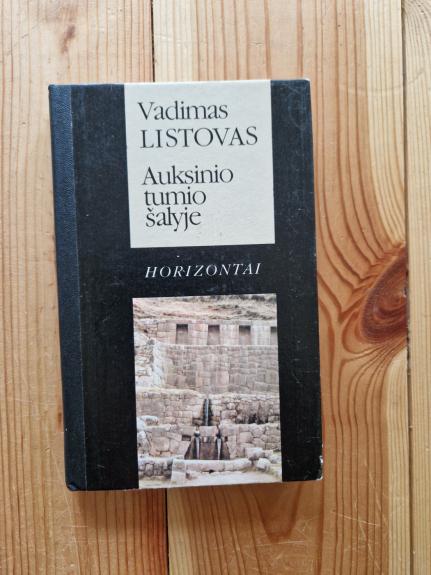 Vadimas
LISTOVAS
Auksinio
tumio
šalyje
HORIZONTAI